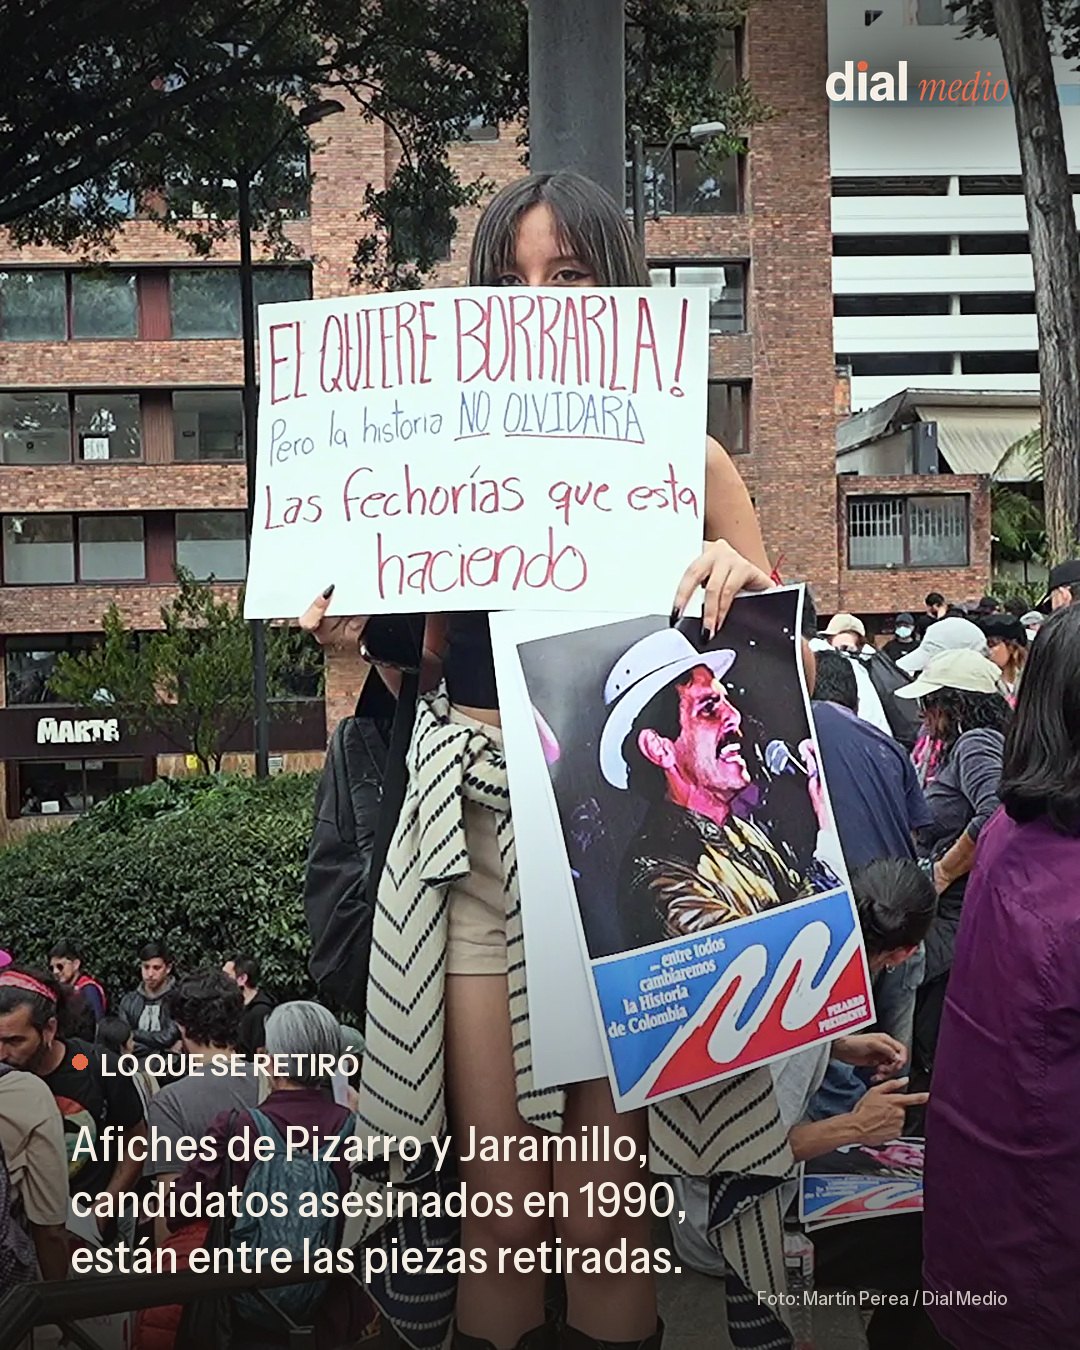 dial medio
EL QUIERE BORRARLA!
Pero la historia NO OLVIDARÁ
Las fechorías que esta
haciendo
MARTE
... entre todos
cambiaremos
la Historia
de Colombia
PIZARRO
PRESIDENTE
LO QUE SE RETIRÓ
Afiches de Pizarro y Jaramillo,
candidatos asesinados en 1990,
están entre las piezas retiradas.
Foto: Martín Perea / Dial Medio